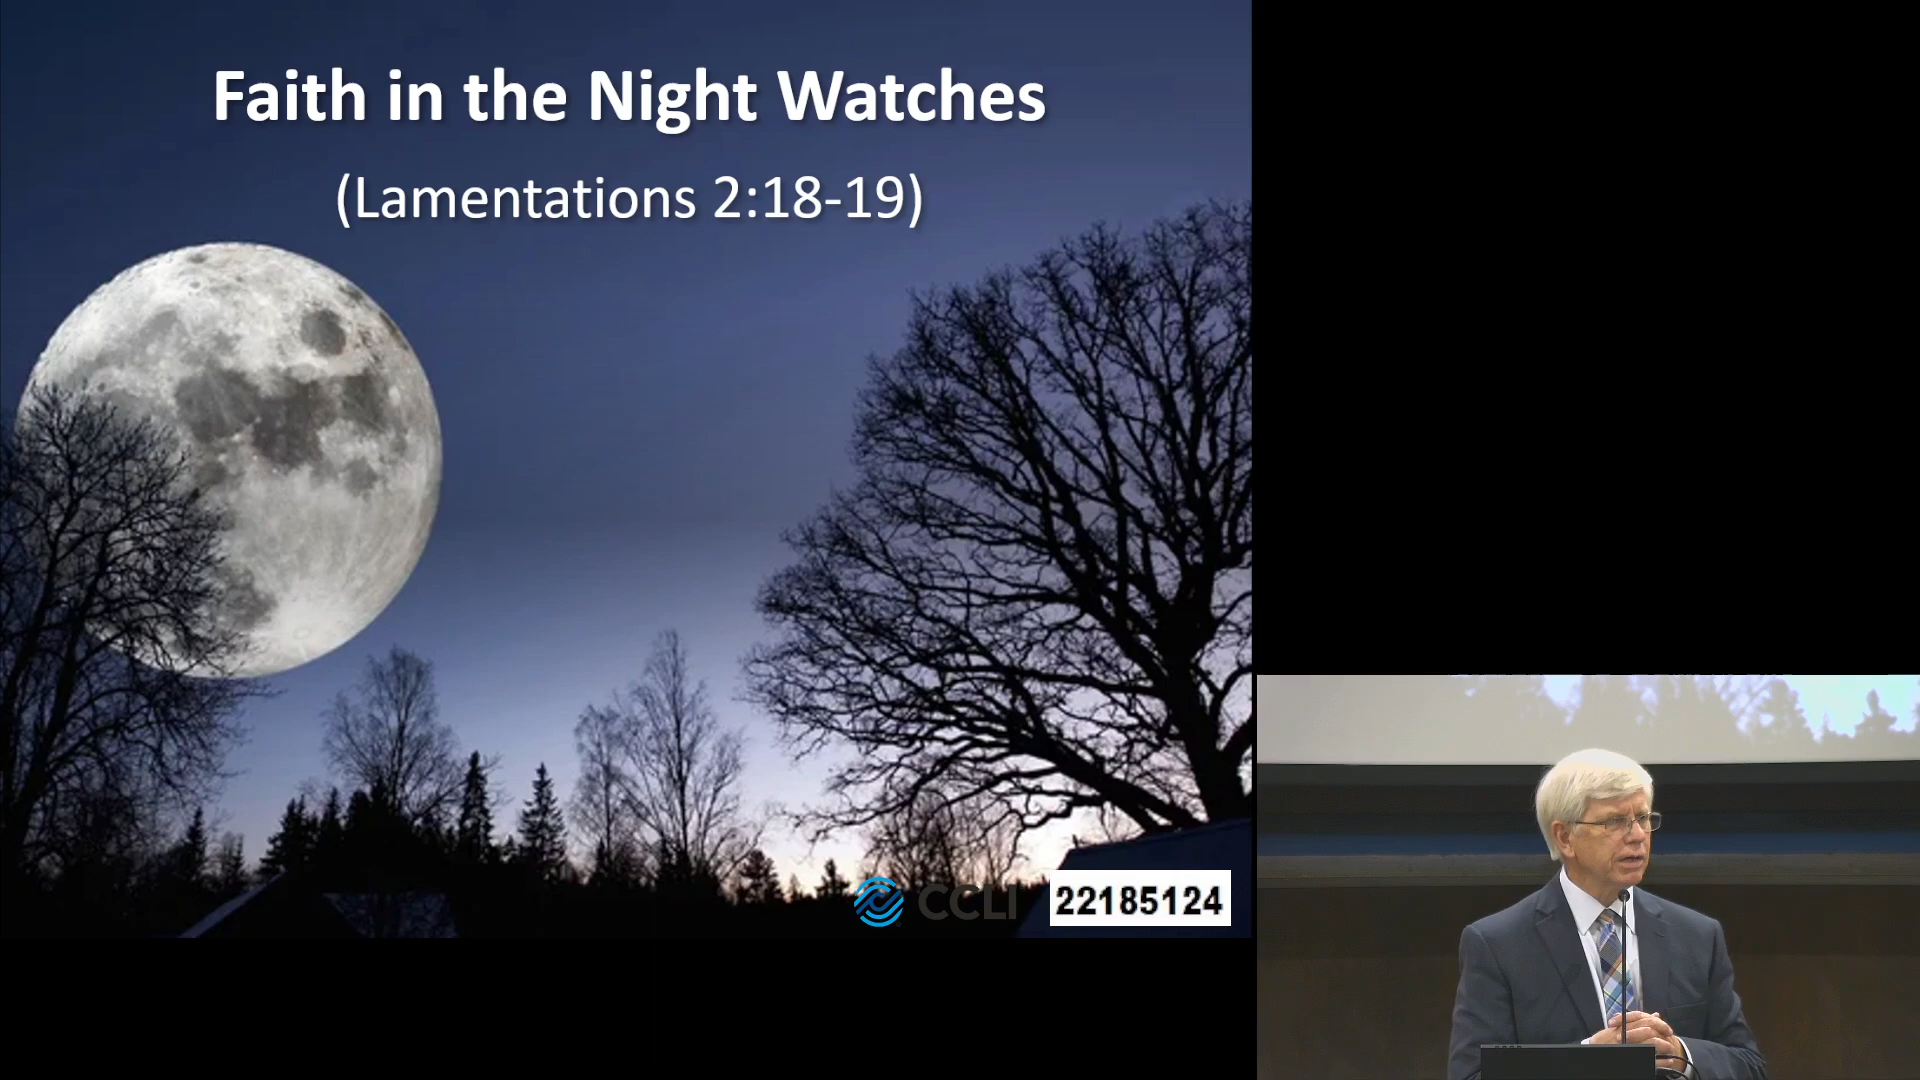 Faith in the Night Watches
(Lamentations 2:18-19)
CCLI 22185124